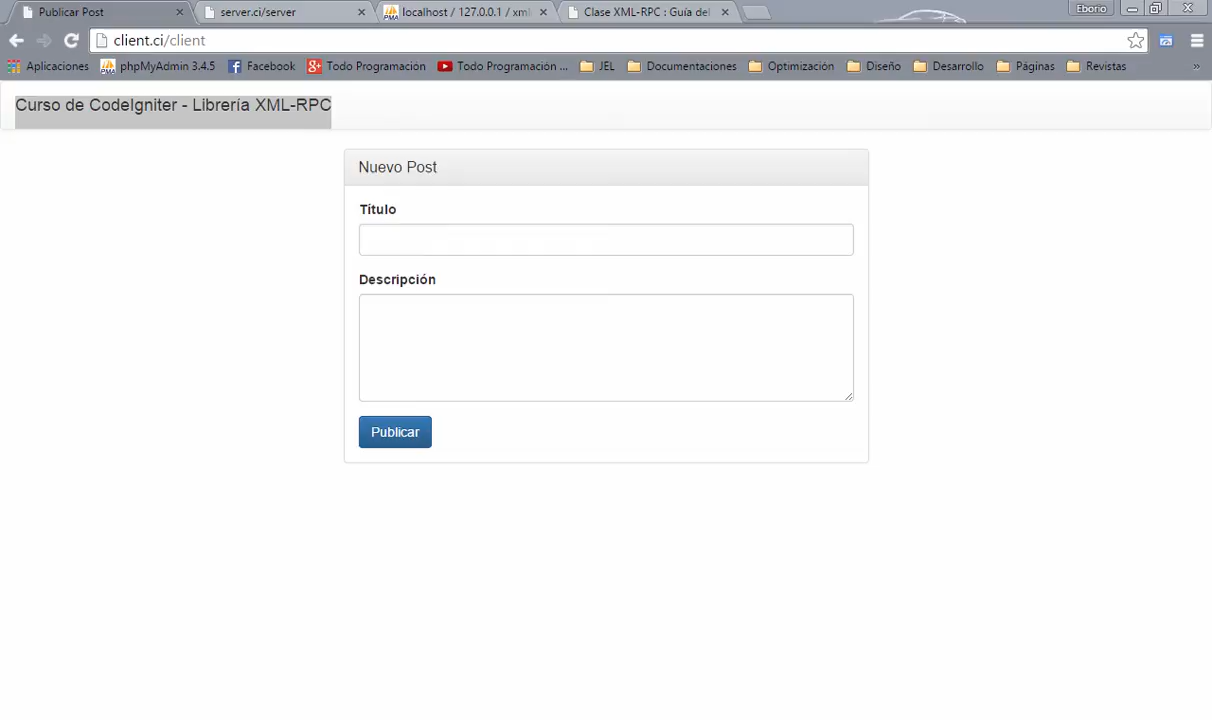 Publicar Post
server.ci/server
localhost / 127.0.0.1 / xml
Clase XML-RPC : Guía del
Eborio
client.ci/client
Aplicaciones
phpMyAdmin 3.4.5
Facebook
Todo Programación
Todo Programación ...
JEL
Documentaciones
Optimización
Diseño
Desarrollo
Páginas
Revistas
»
Curso de CodeIgniter - Librería XML-RPC
Nuevo Post
Título
Descripción
Publicar